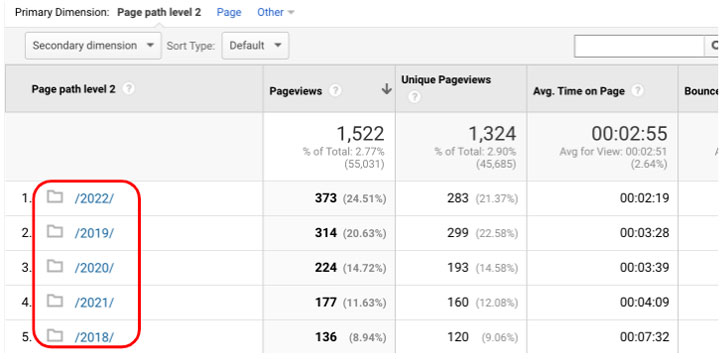 Primary Dimension: Page path level 2 Page Other
Secondary dimension Sort Type: Default
Page path level 2 ? Pageviews ? Unique Pageviews ? Avg. Time on Page ? Bounce
1,522 1,324 00:02:55
% of Total: 2.77% % of Total: 2.90% Avg for View: 00:02:51
(55,031) (45,685) (2.64%)
1. /2022/ 373 (24.51%) 283 (21.37%) 00:02:19
2. /2019/ 314 (20.63%) 299 (22.58%) 00:03:28
3. /2020/ 224 (14.72%) 193 (14.58%) 00:03:39
4. /2021/ 177 (11.63%) 160 (12.08%) 00:04:09
5. /2018/ 136 (8.94%) 120 (9.06%) 00:07:32